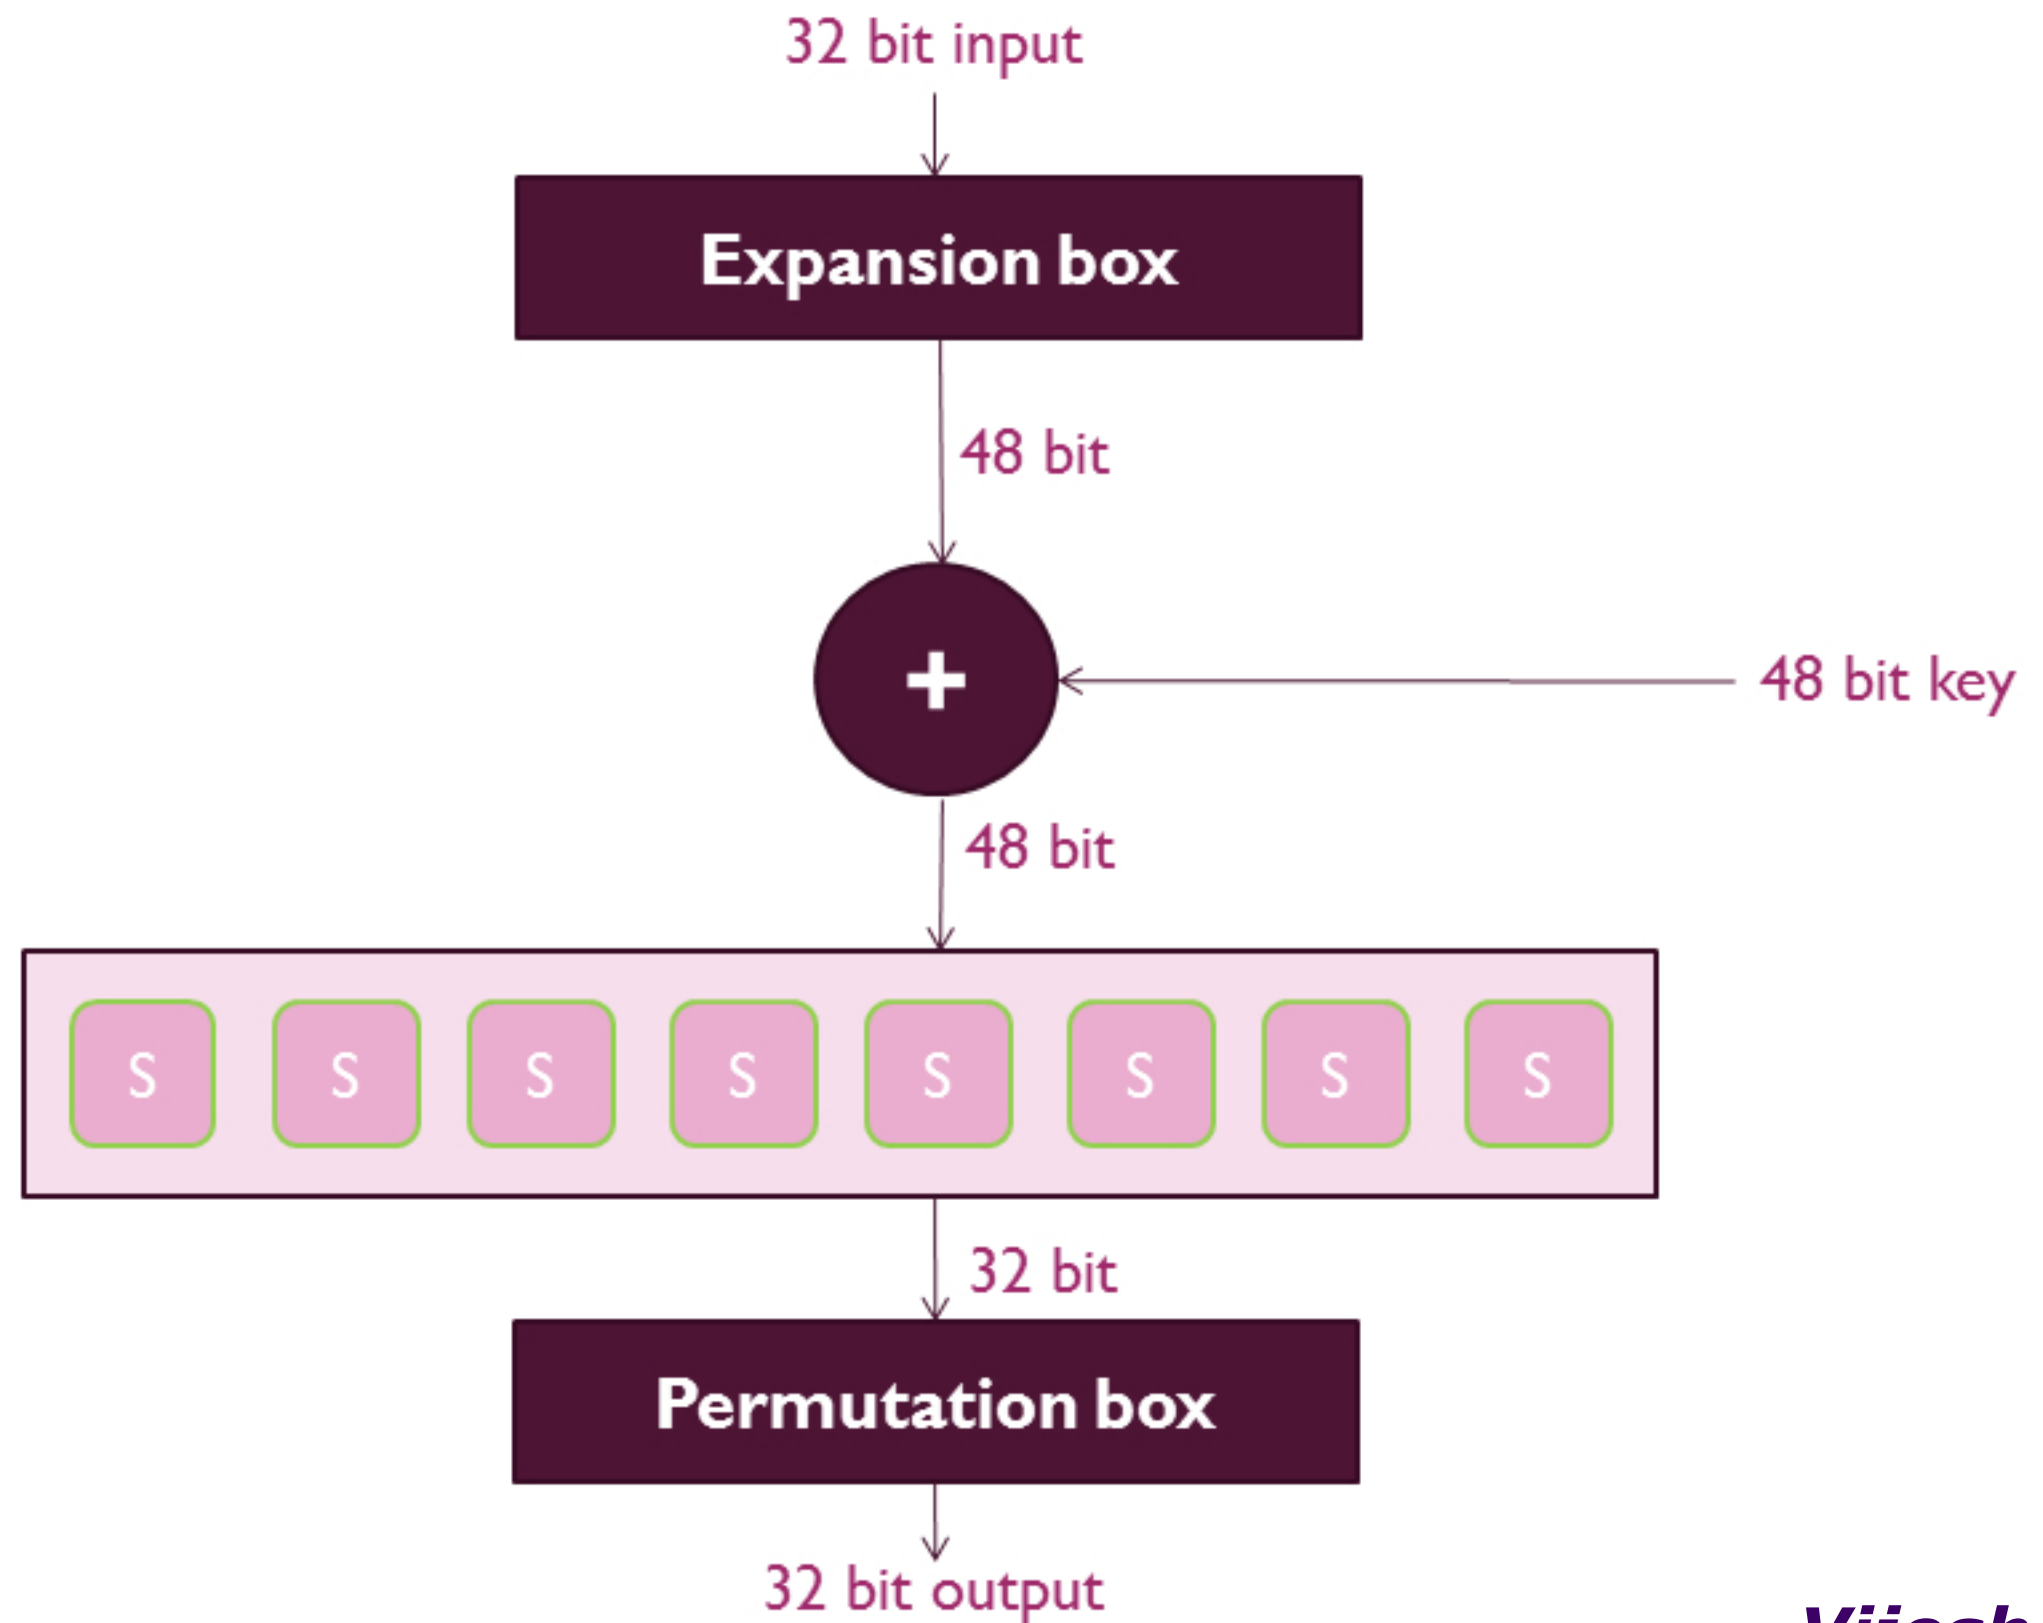 32 bit input
Expansion box
48 bit
+
48 bit key
48 bit
S S S S S S S S
32 bit
Permutation box
32 bit output